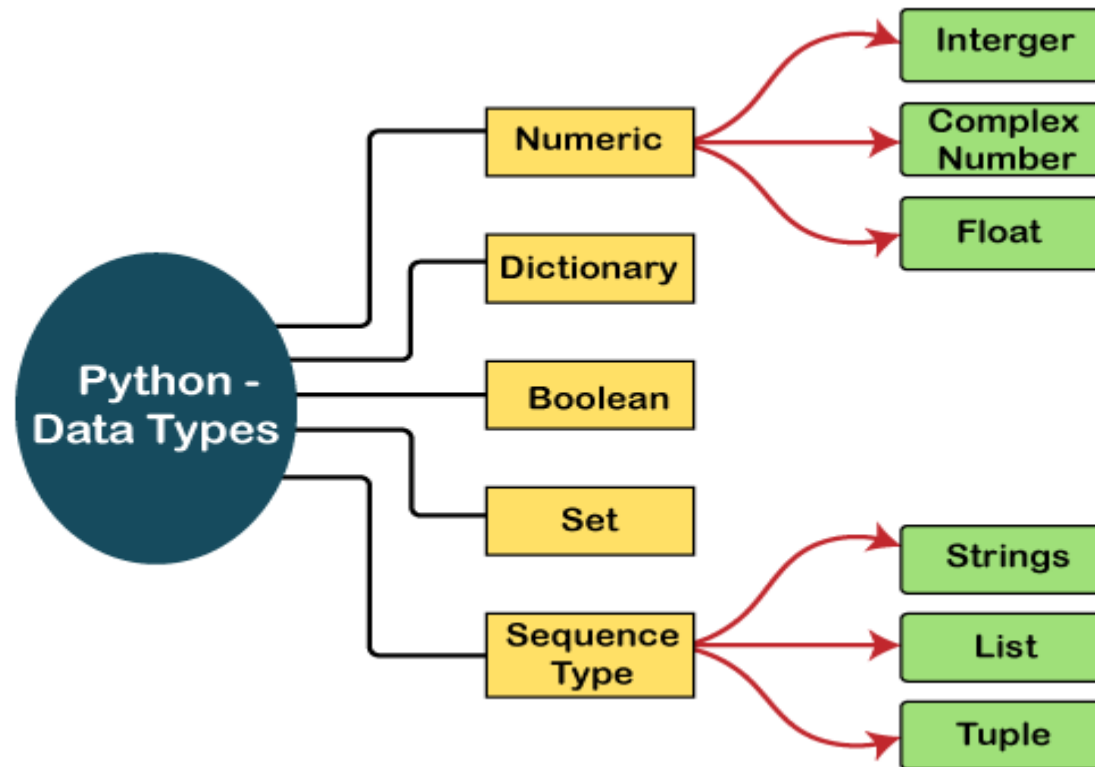 Python -
Data Types
Numeric
Dictionary
Boolean
Set
Sequence
Type
Interger
Complex
Number
Float
Strings
List
Tuple